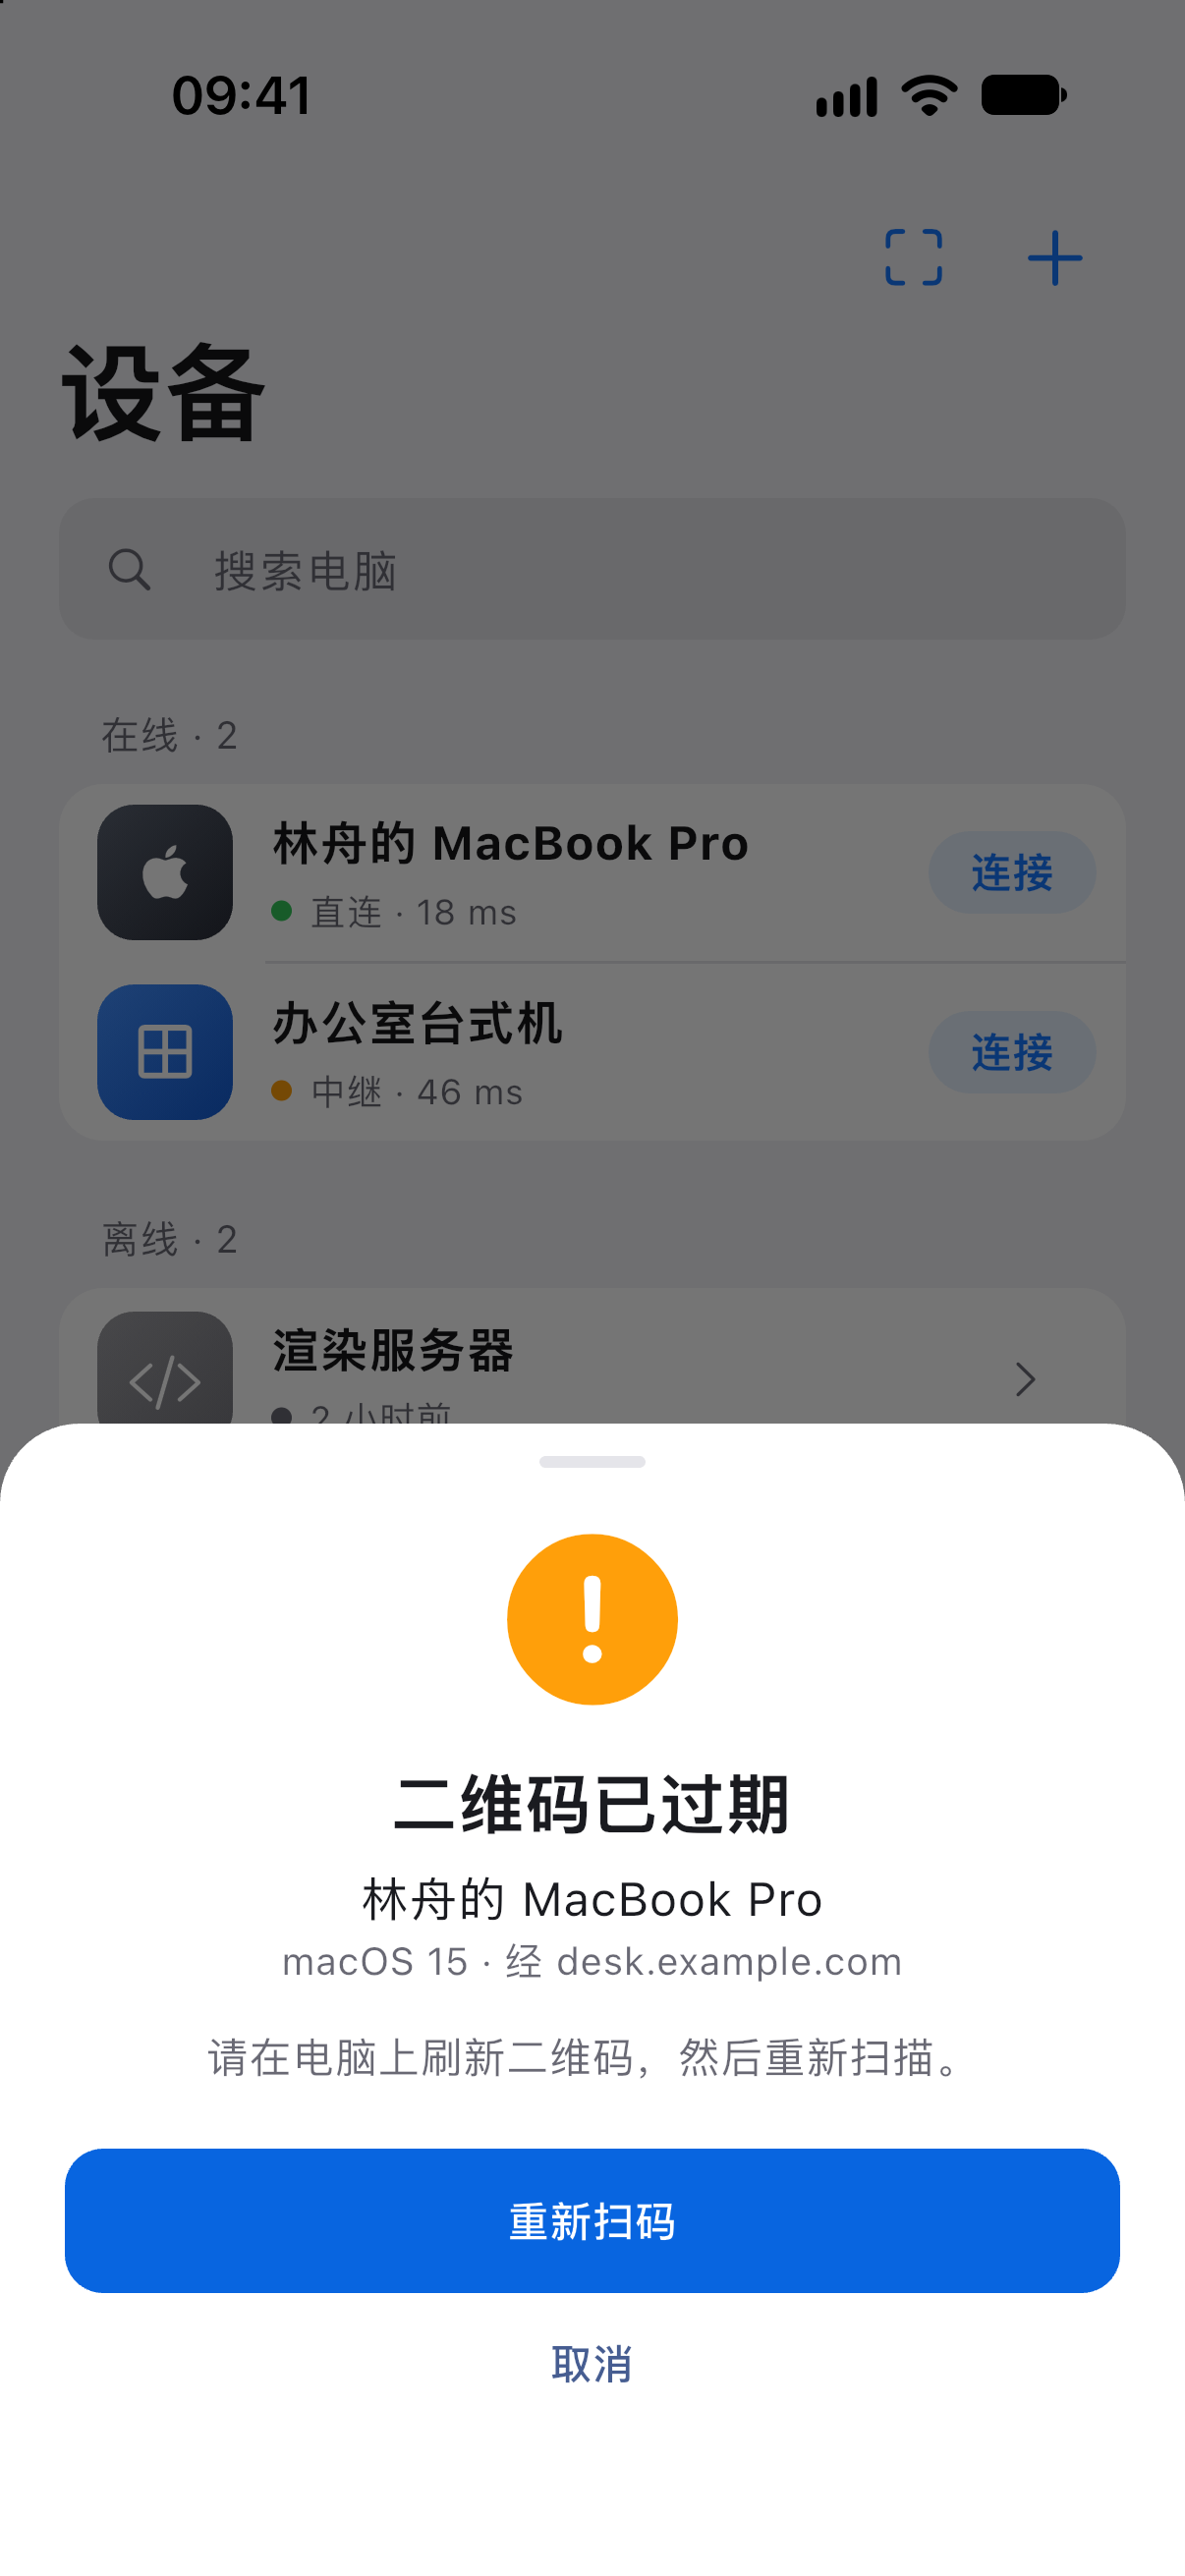 09:41
设备
搜索电脑
在线 · 2
林舟的 MacBook Pro
直连 · 18 ms
连接
办公室台式机
中继 · 46 ms
连接
离线 · 2
渲染服务器
2 小时前
二维码已过期
林舟的 MacBook Pro
macOS 15 · 经 desk.example.com
请在电脑上刷新二维码，然后重新扫描。
重新扫码
取消